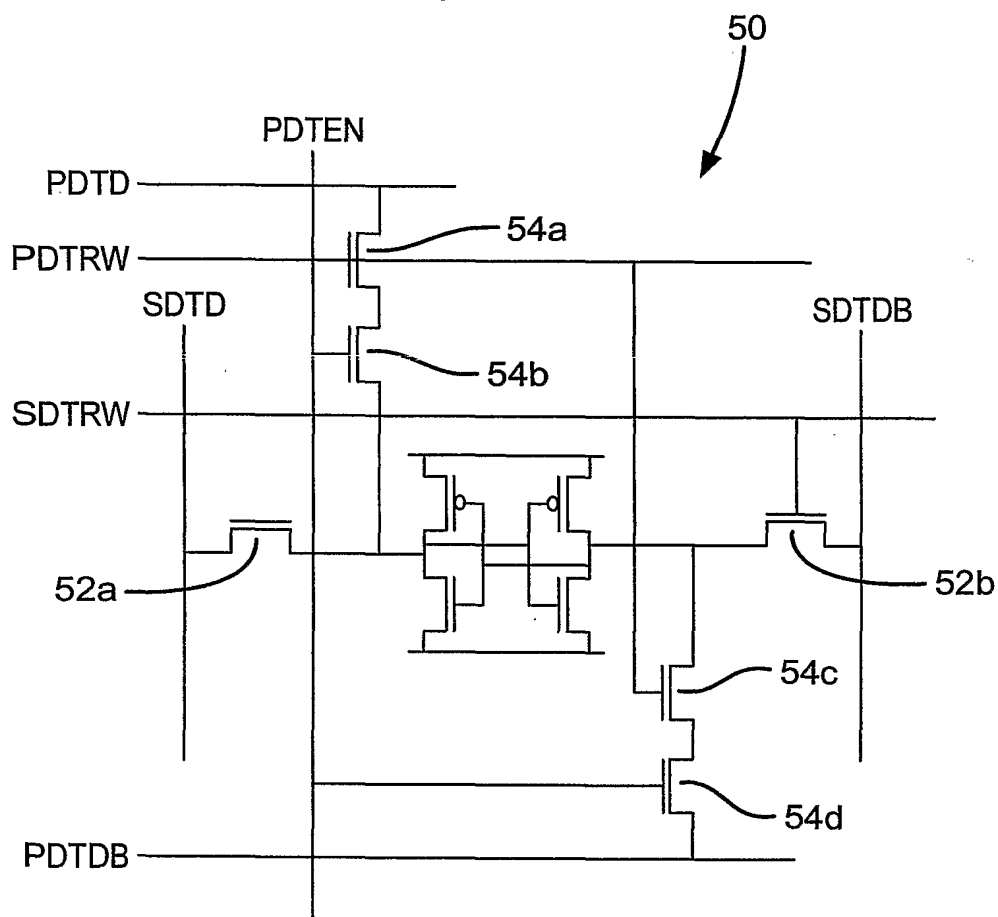 50
PDTEN
PDTD
54a
PDTRW
SDTD
SDTDB
54b
SDTRW
52a
52b
54c
54d
PDTDB